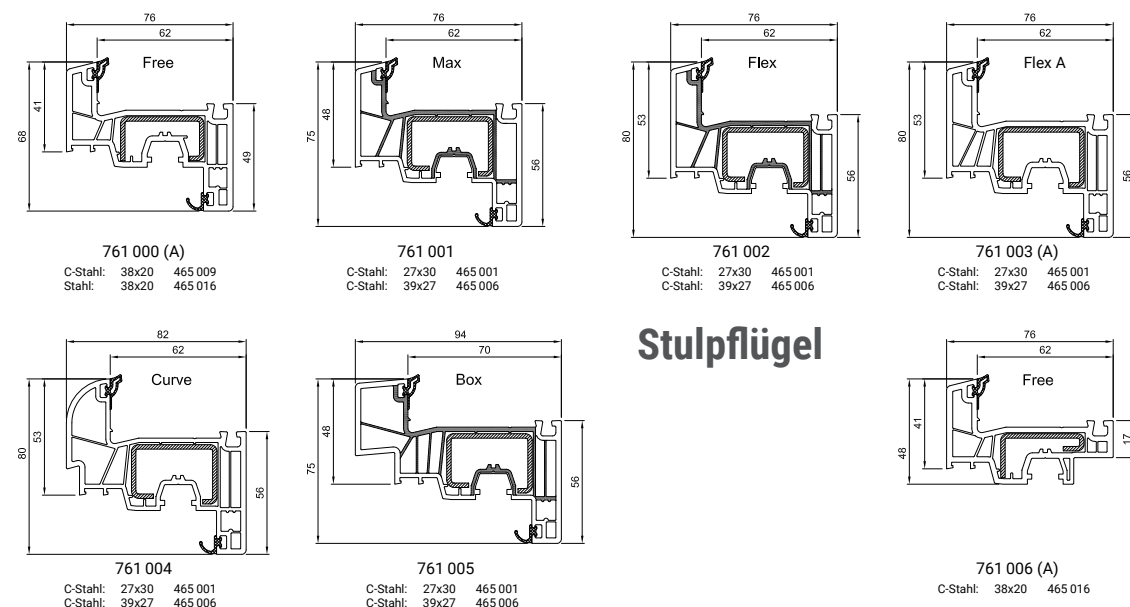 76
62
Free
41
68
49
761 000 (A)
C-Stahl: 38x20 465 009
Stahl: 38x20 465 016
76
62
Max
48
75
56
761 001
C-Stahl: 27x30 465 001
C-Stahl: 39x27 465 006
76
62
Flex
53
80
56
761 002
C-Stahl: 27x30 465 001
C-Stahl: 39x27 465 006
76
62
Flex A
53
80
56
761 003 (A)
C-Stahl: 27x30 465 001
C-Stahl: 39x27 465 006
82
62
Curve
53
80
56
761 004
C-Stahl: 27x30 465 001
C-Stahl: 39x27 465 006
94
70
Box
48
75
56
761 005
C-Stahl: 27x30 465 001
C-Stahl: 39x27 465 006
Stulpflügel
76
62
Free
41
48
17
761 006 (A)
C-Stahl: 38x20 465 016